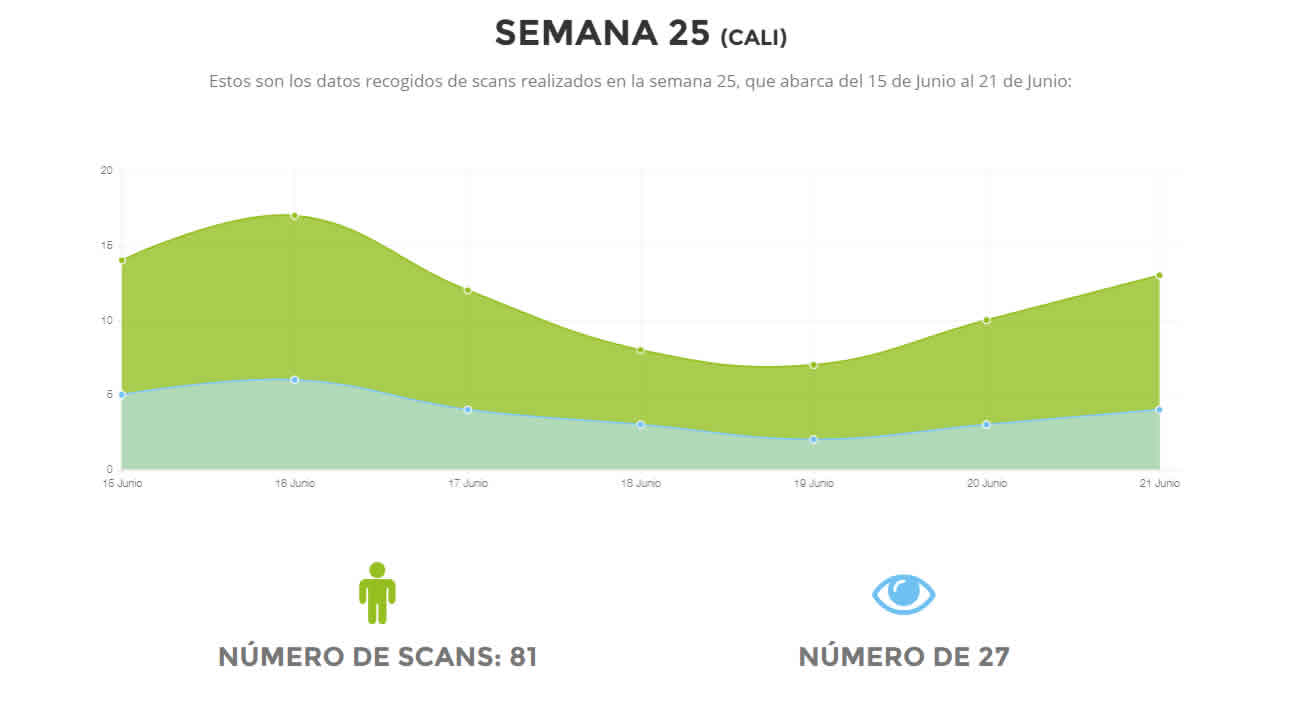 SEMANA 25 (CALI)
Estos son los datos recogidos de scans realizados en la semana 25, que abarca del 15 de Junio al 21 de Junio:
20
15
10
5
0
15 Junio 16 Junio 17 Junio 18 Junio 19 Junio 20 Junio 21 Junio
NÚMERO DE SCANS: 81
NÚMERO DE 27